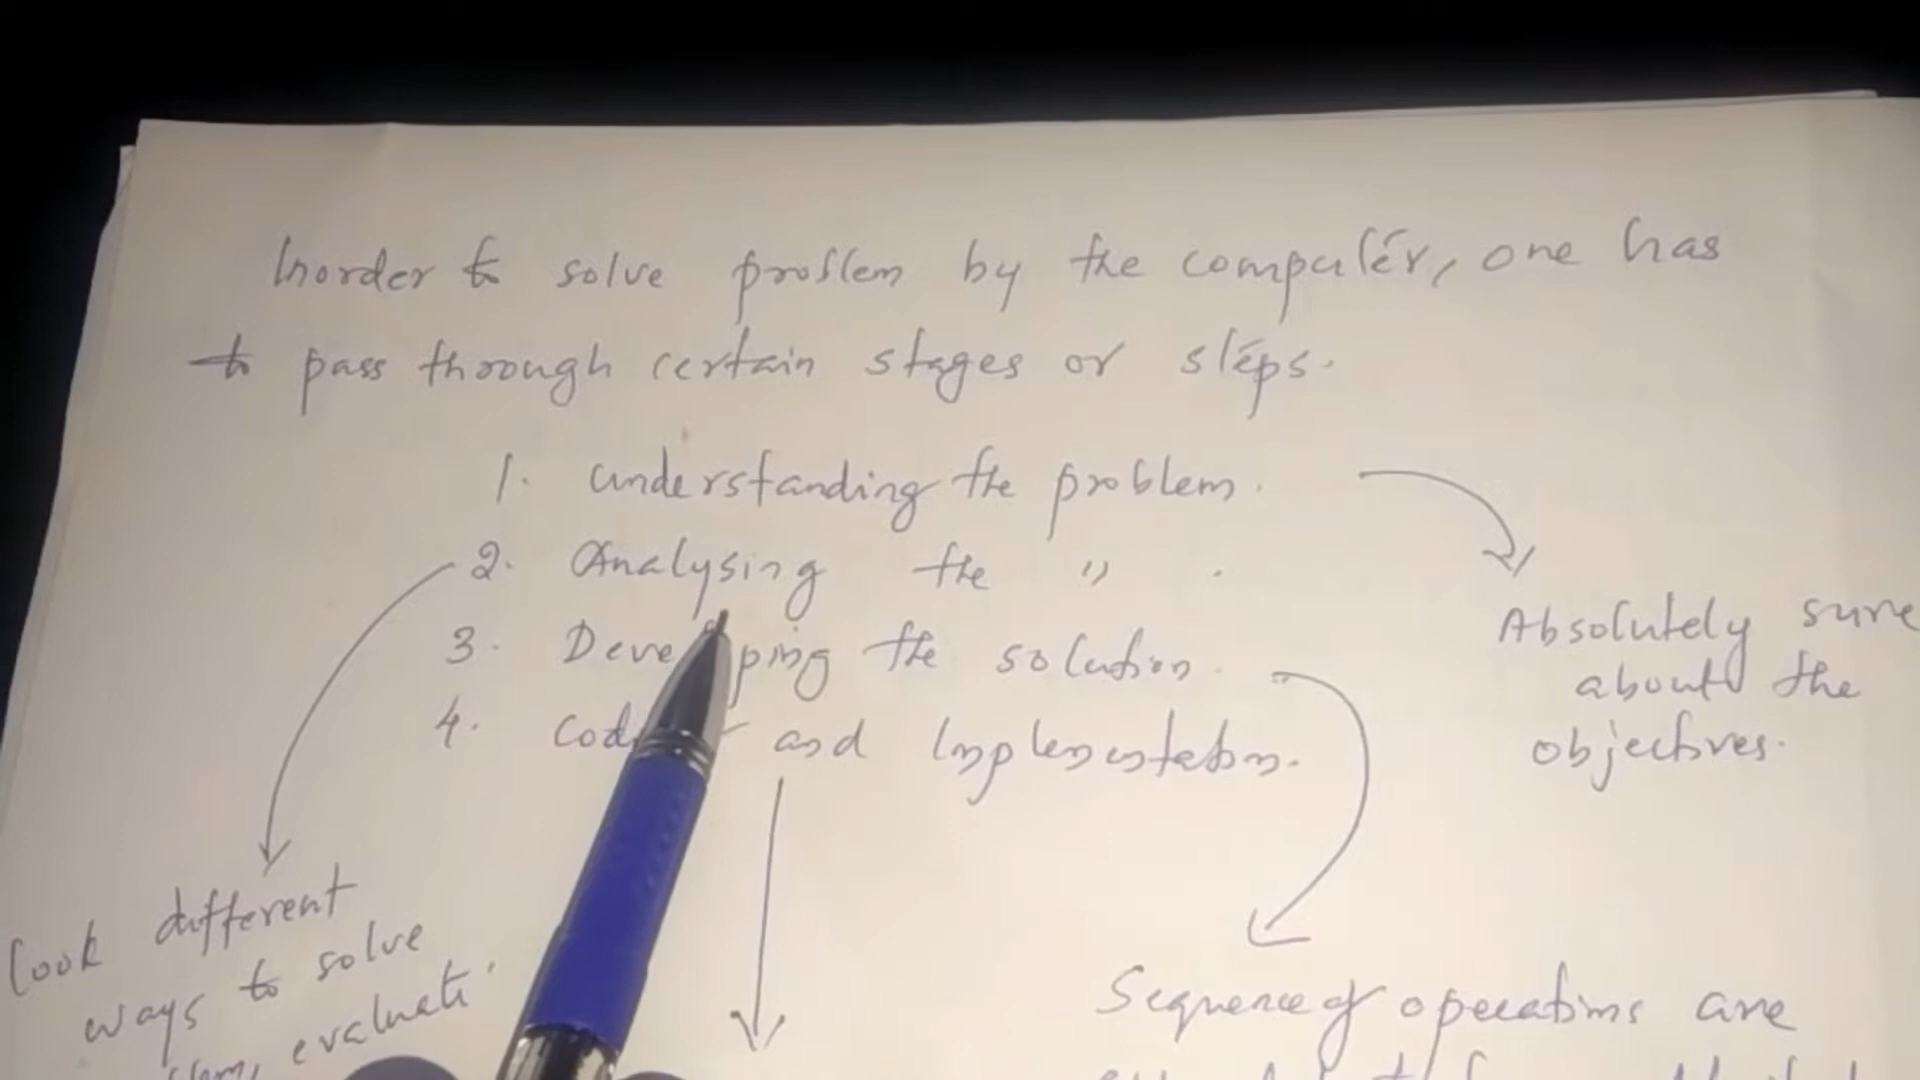 Inorder to solve problem by the computer, one has
to pass through certain stages or steps.
1. understanding the problem.
2. Analysing the " .
3. Developing the solution.
4. and Implementation.
Absolutely sure
about the
objectives.
Look different
ways to solve
evaluate
Sequence of operations are